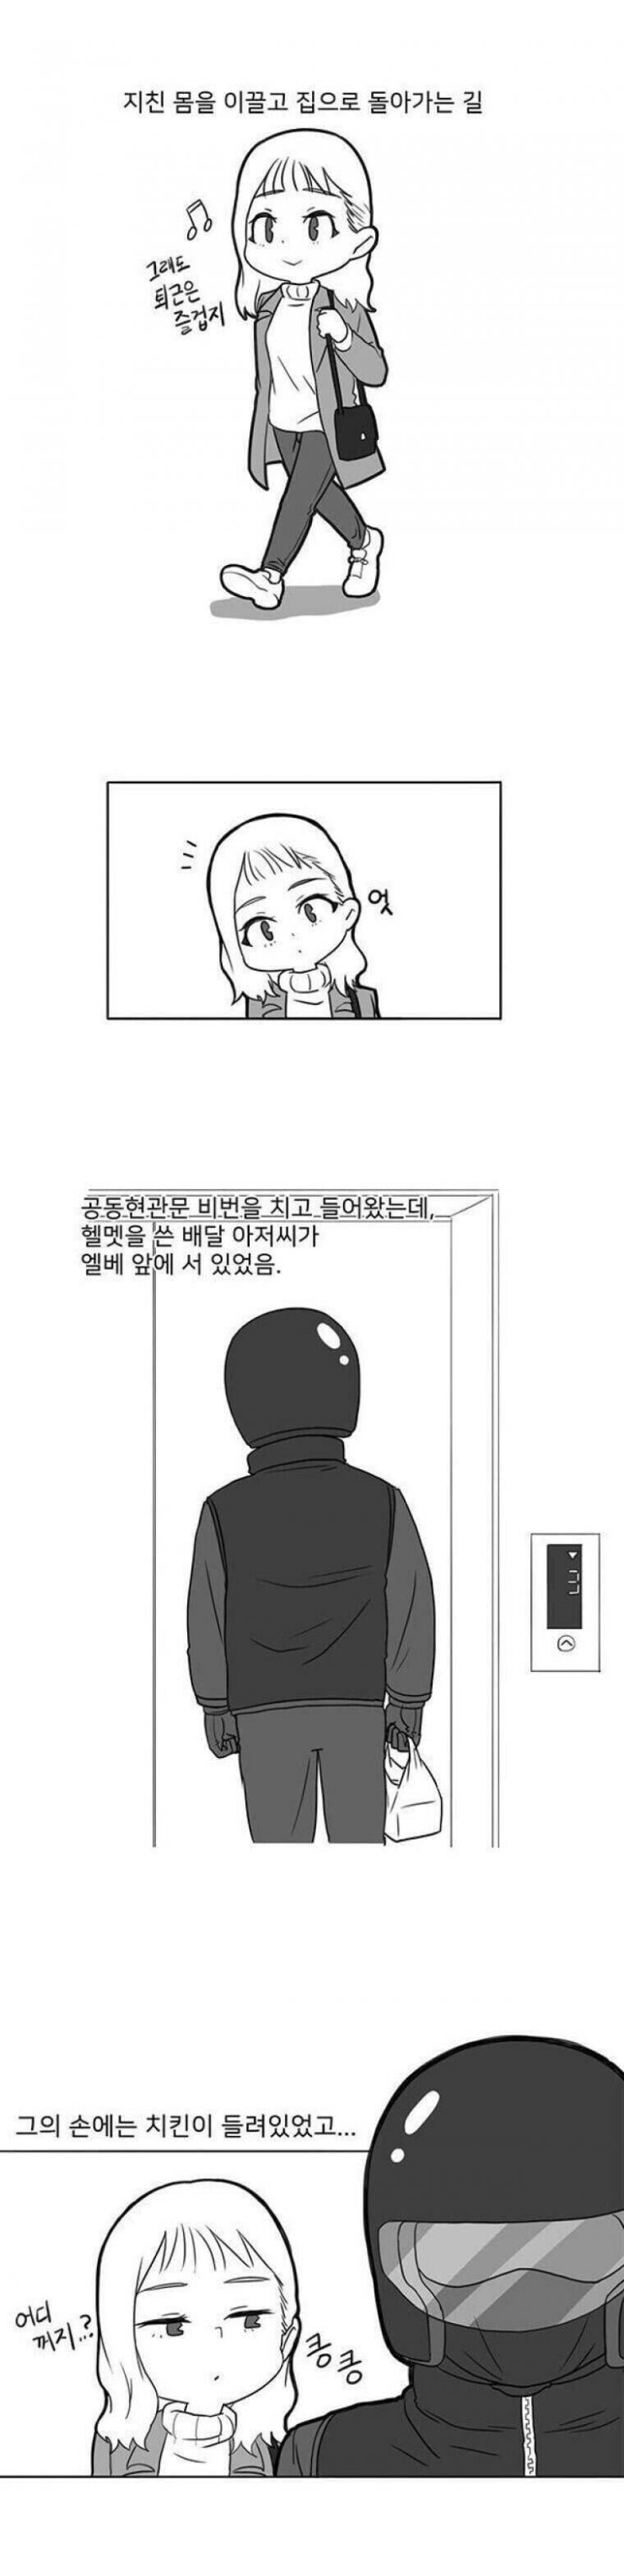 지친 몸을 이끌고 집으로 돌아가는 길
그래도
퇴근은
즐겁지
엇
공동현관문 비번을 치고 들어왔는데,
헬멧을 쓴 배달 아저씨가
엘베 앞에 서 있었음.
그의 손에는 치킨이 들려있었고...
어디
꺼지..?
킁
킁